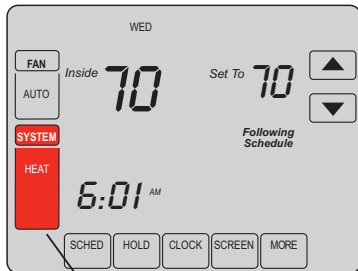 WED
FAN
AUTO
Inside 70
Set To 70
Following
Schedule
SYSTEM
HEAT
6:01 AM
SCHED HOLD CLOCK SCREEN MORE